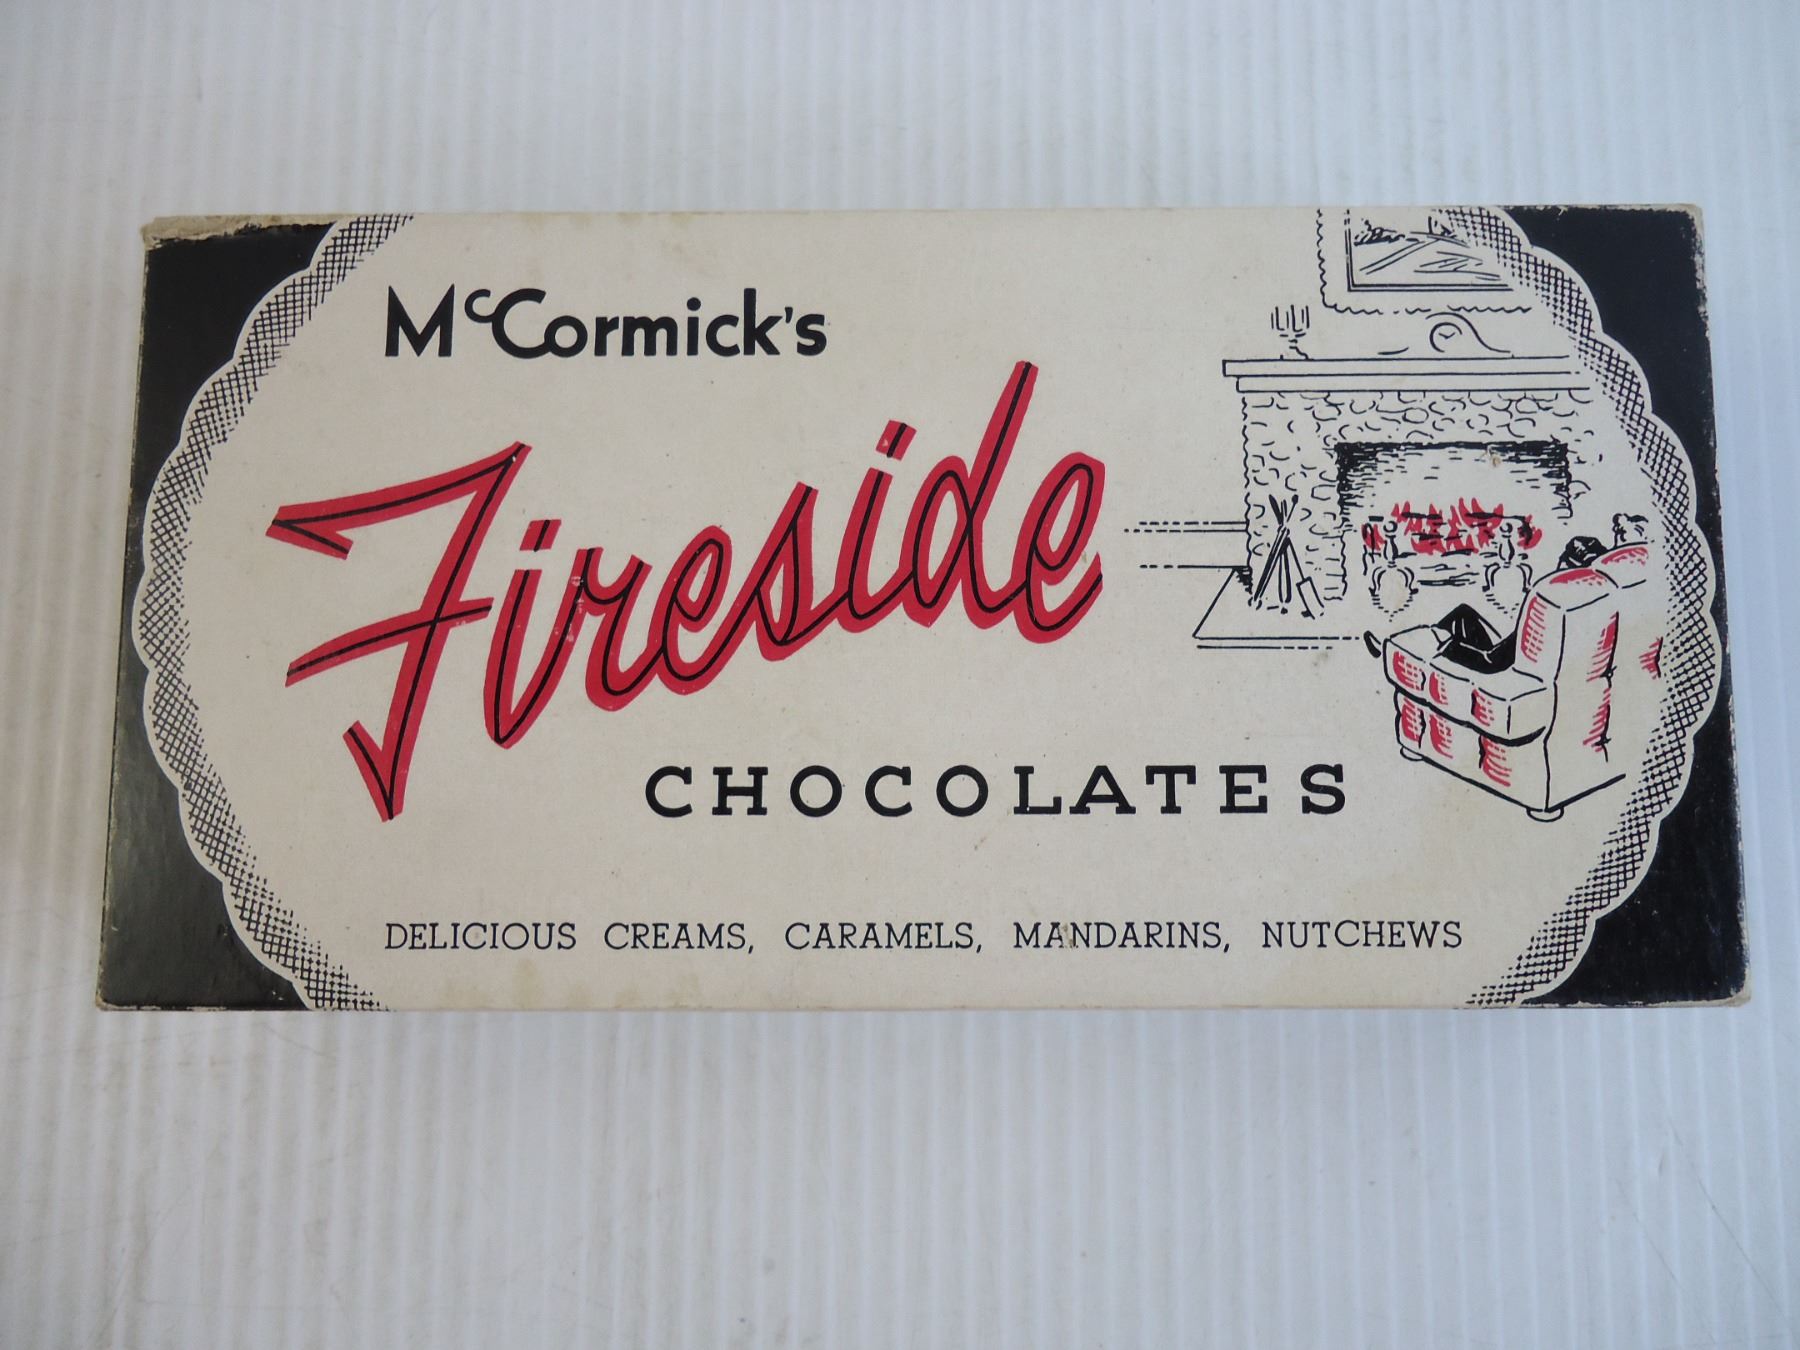 McCormick's
Fireside
CHOCOLATES
DELICIOUS CREAMS, CARAMELS, MANDARINS, NUTCHEWS